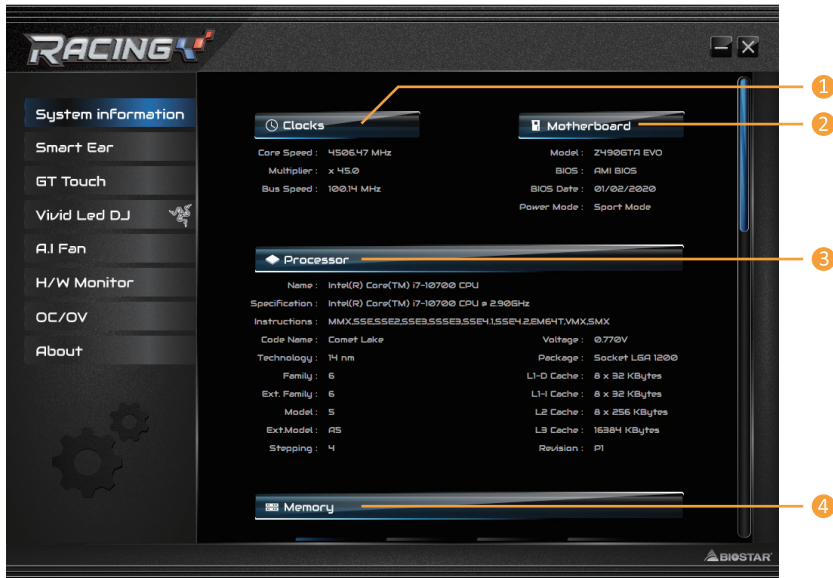 RACING
System information
Smart Ear
GT Touch
Vivid Led DJ
A.I Fan
H/W Monitor
OC/OV
About
Clocks
Core Speed : 4506.47 MHz
Multiplier : x 45.0
Bus Speed : 100.14 MHz
Motherboard
Model : Z490GTA EVO
BIOS : AMI BIOS
BIOS Date : 01/02/2020
Power Mode : Sport Mode
Processor
Name : Intel(R) Core(TM) i7-10700 CPU
Specification : Intel(R) Core(TM) i7-10700 CPU @ 2.90GHz
Instructions : MMX,SSE,SSE2,SSE3,SSSE3,SSE4.1,SSE4.2,EM64T,VMX,SMX
Code Name : Comet Lake
Technology : 14 nm
Family : 6
Ext. Family : 6
Model : 5
Ext.Model : A5
Stepping : 4
Voltage : 0.770V
Package : Socket LGA 1200
L1-D Cache : 8 x 32 KBytes
L1-I Cache : 8 x 32 KBytes
L2 Cache : 8 x 256 KBytes
L3 Cache : 16384 KBytes
Revision : P1
Memory
BIOSTAR
1
2
3
4